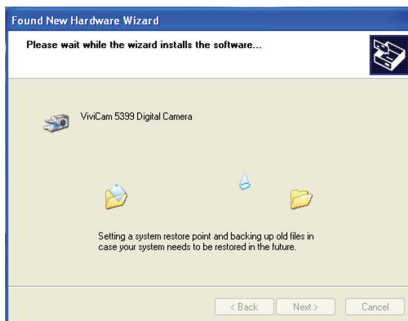 Found New Hardware Wizard
Please wait while the wizard installs the software...
ViviCam 5399 Digital Camera
Setting a system restore point and backing up old files in
case your system needs to be restored in the future.
< Back Next > Cancel